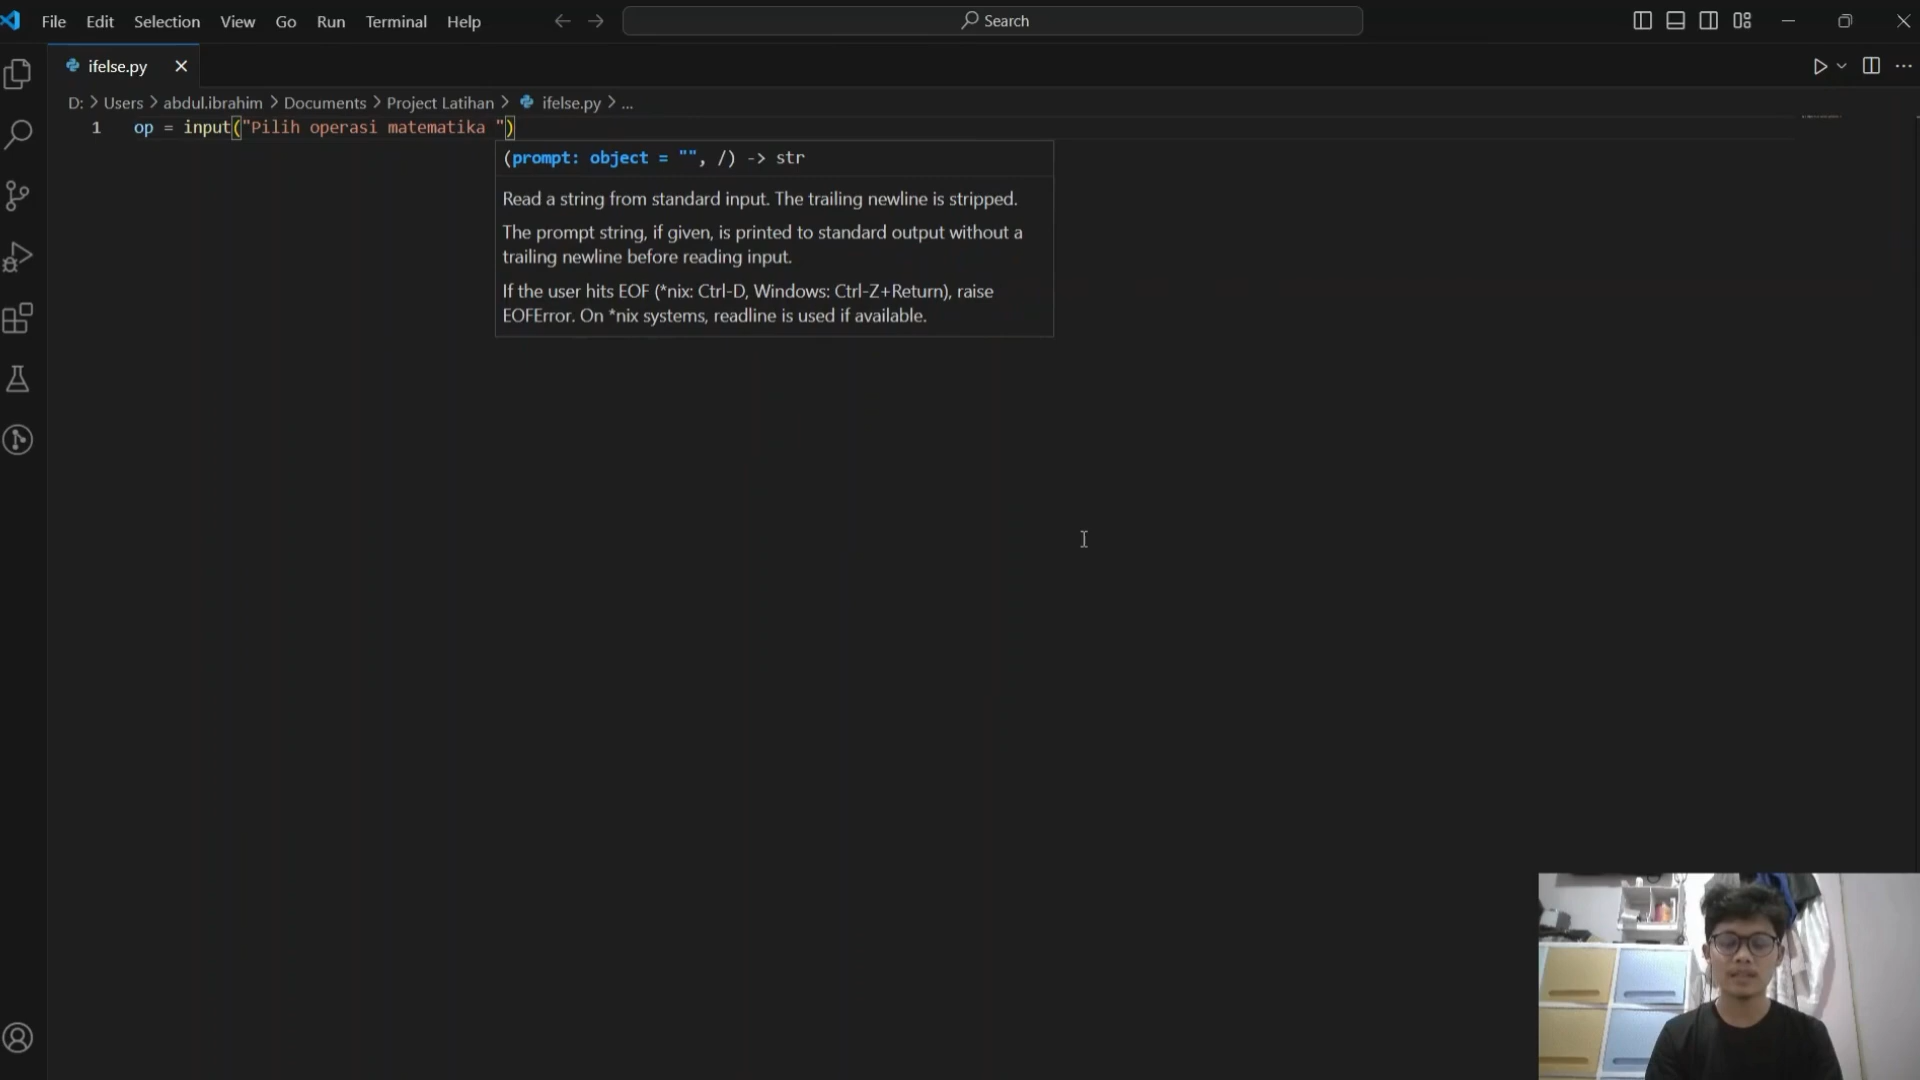 File Edit Selection View Go Run Terminal Help
Search
ifelse.py
D: > Users > abdul.ibrahim > Documents > Project Latihan > ifelse.py > ...
1 op = input("Pilih operasi matematika ")
(prompt: object = "", /) -> str
Read a string from standard input. The trailing newline is stripped.
The prompt string, if given, is printed to standard output without a
trailing newline before reading input.
If the user hits EOF (*nix: Ctrl-D, Windows: Ctrl-Z+Return), raise
EOFError. On *nix systems, readline is used if available.